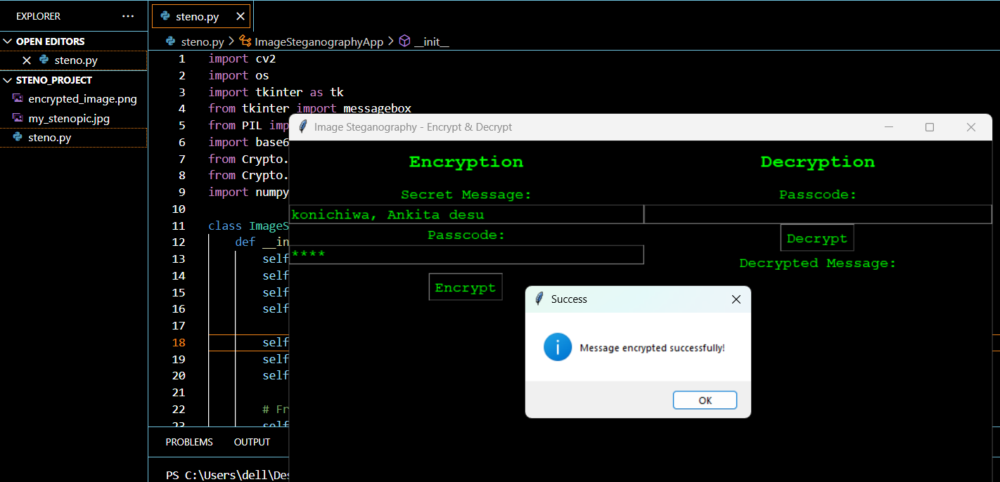 EXPLORER
...
steno.py
OPEN EDITORS
steno.py
STENO_PROJECT
encrypted_image.png
my_stenopic.jpg
steno.py
steno.py > ImageSteganographyApp > __init__
1 import cv2
2 import os
3 import tkinter as tk
4 from tkinter import messagebox
5 from PIL imp
6 import base6
7 from Crypto.
8 from Crypto.
9 import numpy
10
11 class ImageS
12 def __in
13 self
14 self
15 self
16 self
17
18 self
19 self
20 self
21
22 # Fr
23 self
PROBLEMS OUTPUT
PS C:\Users\dell\Des
Image Steganography - Encrypt & Decrypt
Encryption
Secret Message:
konichiwa, Ankita desu
Passcode:
****
Encrypt
Decryption
Passcode:
Decrypt
Decrypted Message:
Success
Message encrypted successfully!
OK